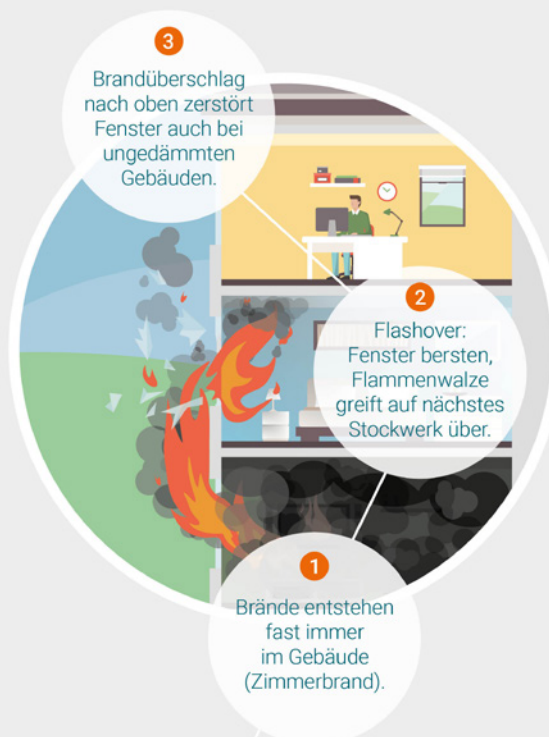 3
Brandüberschlag
nach oben zerstört
Fenster auch bei
ungedämmten
Gebäuden.
2
Flashover:
Fenster bersten,
Flammenwalze
greift auf nächstes
Stockwerk über.
1
Brände entstehen
fast immer
im Gebäude
(Zimmerbrand).